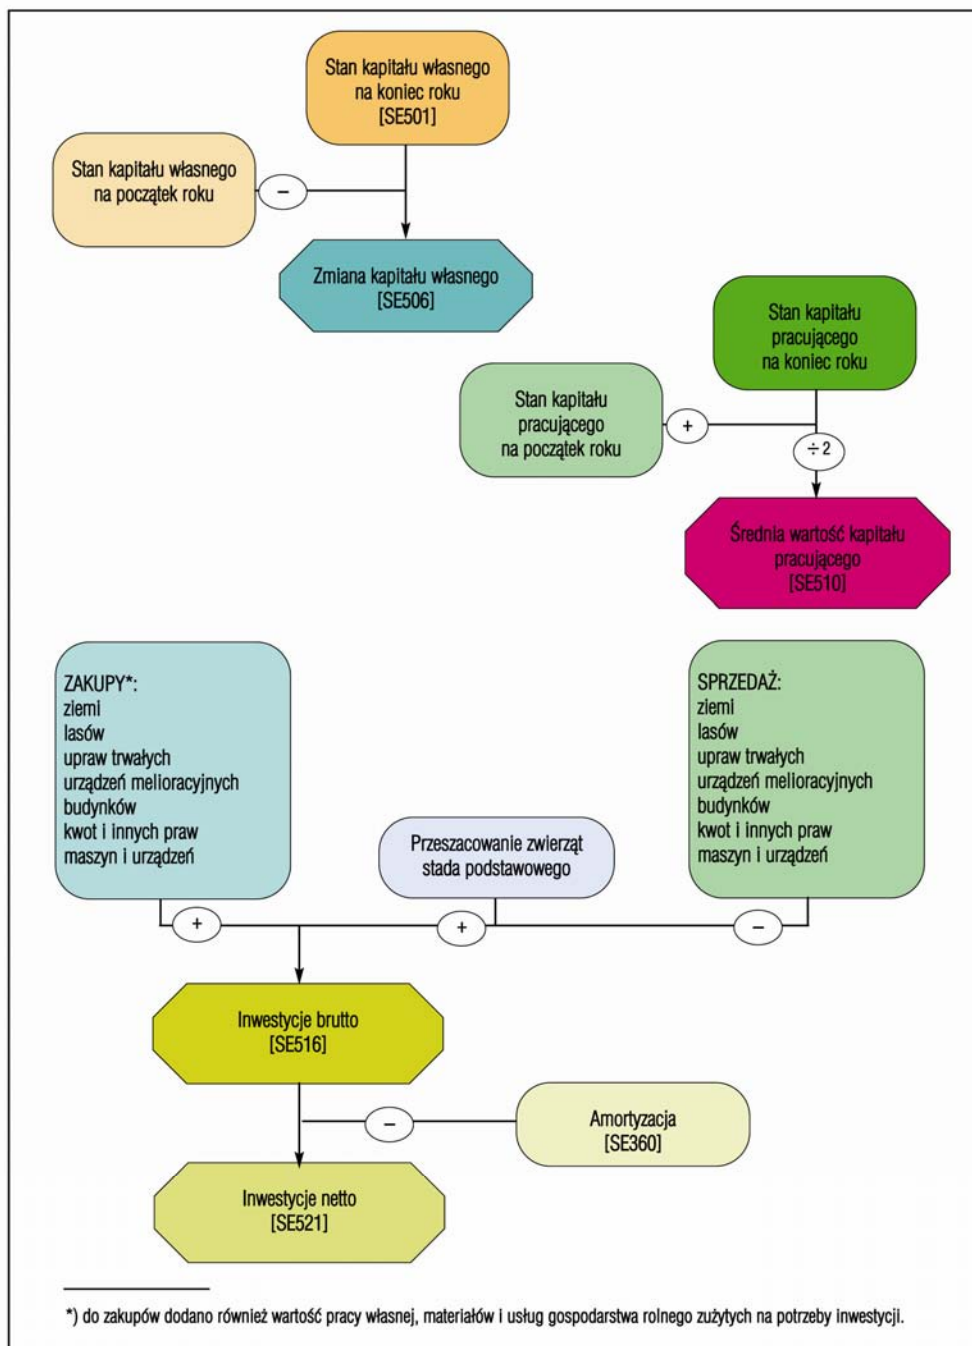 Stan kapitału własnego
na koniec roku
[SE501]
Stan kapitału własnego
na początek roku
–
Zmiana kapitału własnego
[SE506]
Stan kapitału
pracującego
na koniec roku
Stan kapitału
pracującego
na początek roku
+
÷2
Średnia wartość kapitału
pracującego
[SE510]
ZAKUPY*:
ziemi
lasów
upraw trwałych
urządzeń melioracyjnych
budynków
kwot i innych praw
maszyn i urządzeń
Przeszacowanie zwierząt
stada podstawowego
SPRZEDAŻ:
ziemi
lasów
upraw trwałych
urządzeń melioracyjnych
budynków
kwot i innych praw
maszyn i urządzeń
+
+
–
Inwestycje brutto
[SE516]
–
Amortyzacja
[SE360]
Inwestycje netto
[SE521]
*) do zakupów dodano również wartość pracy własnej, materiałów i usług gospodarstwa rolnego zużytych na potrzeby inwestycji.